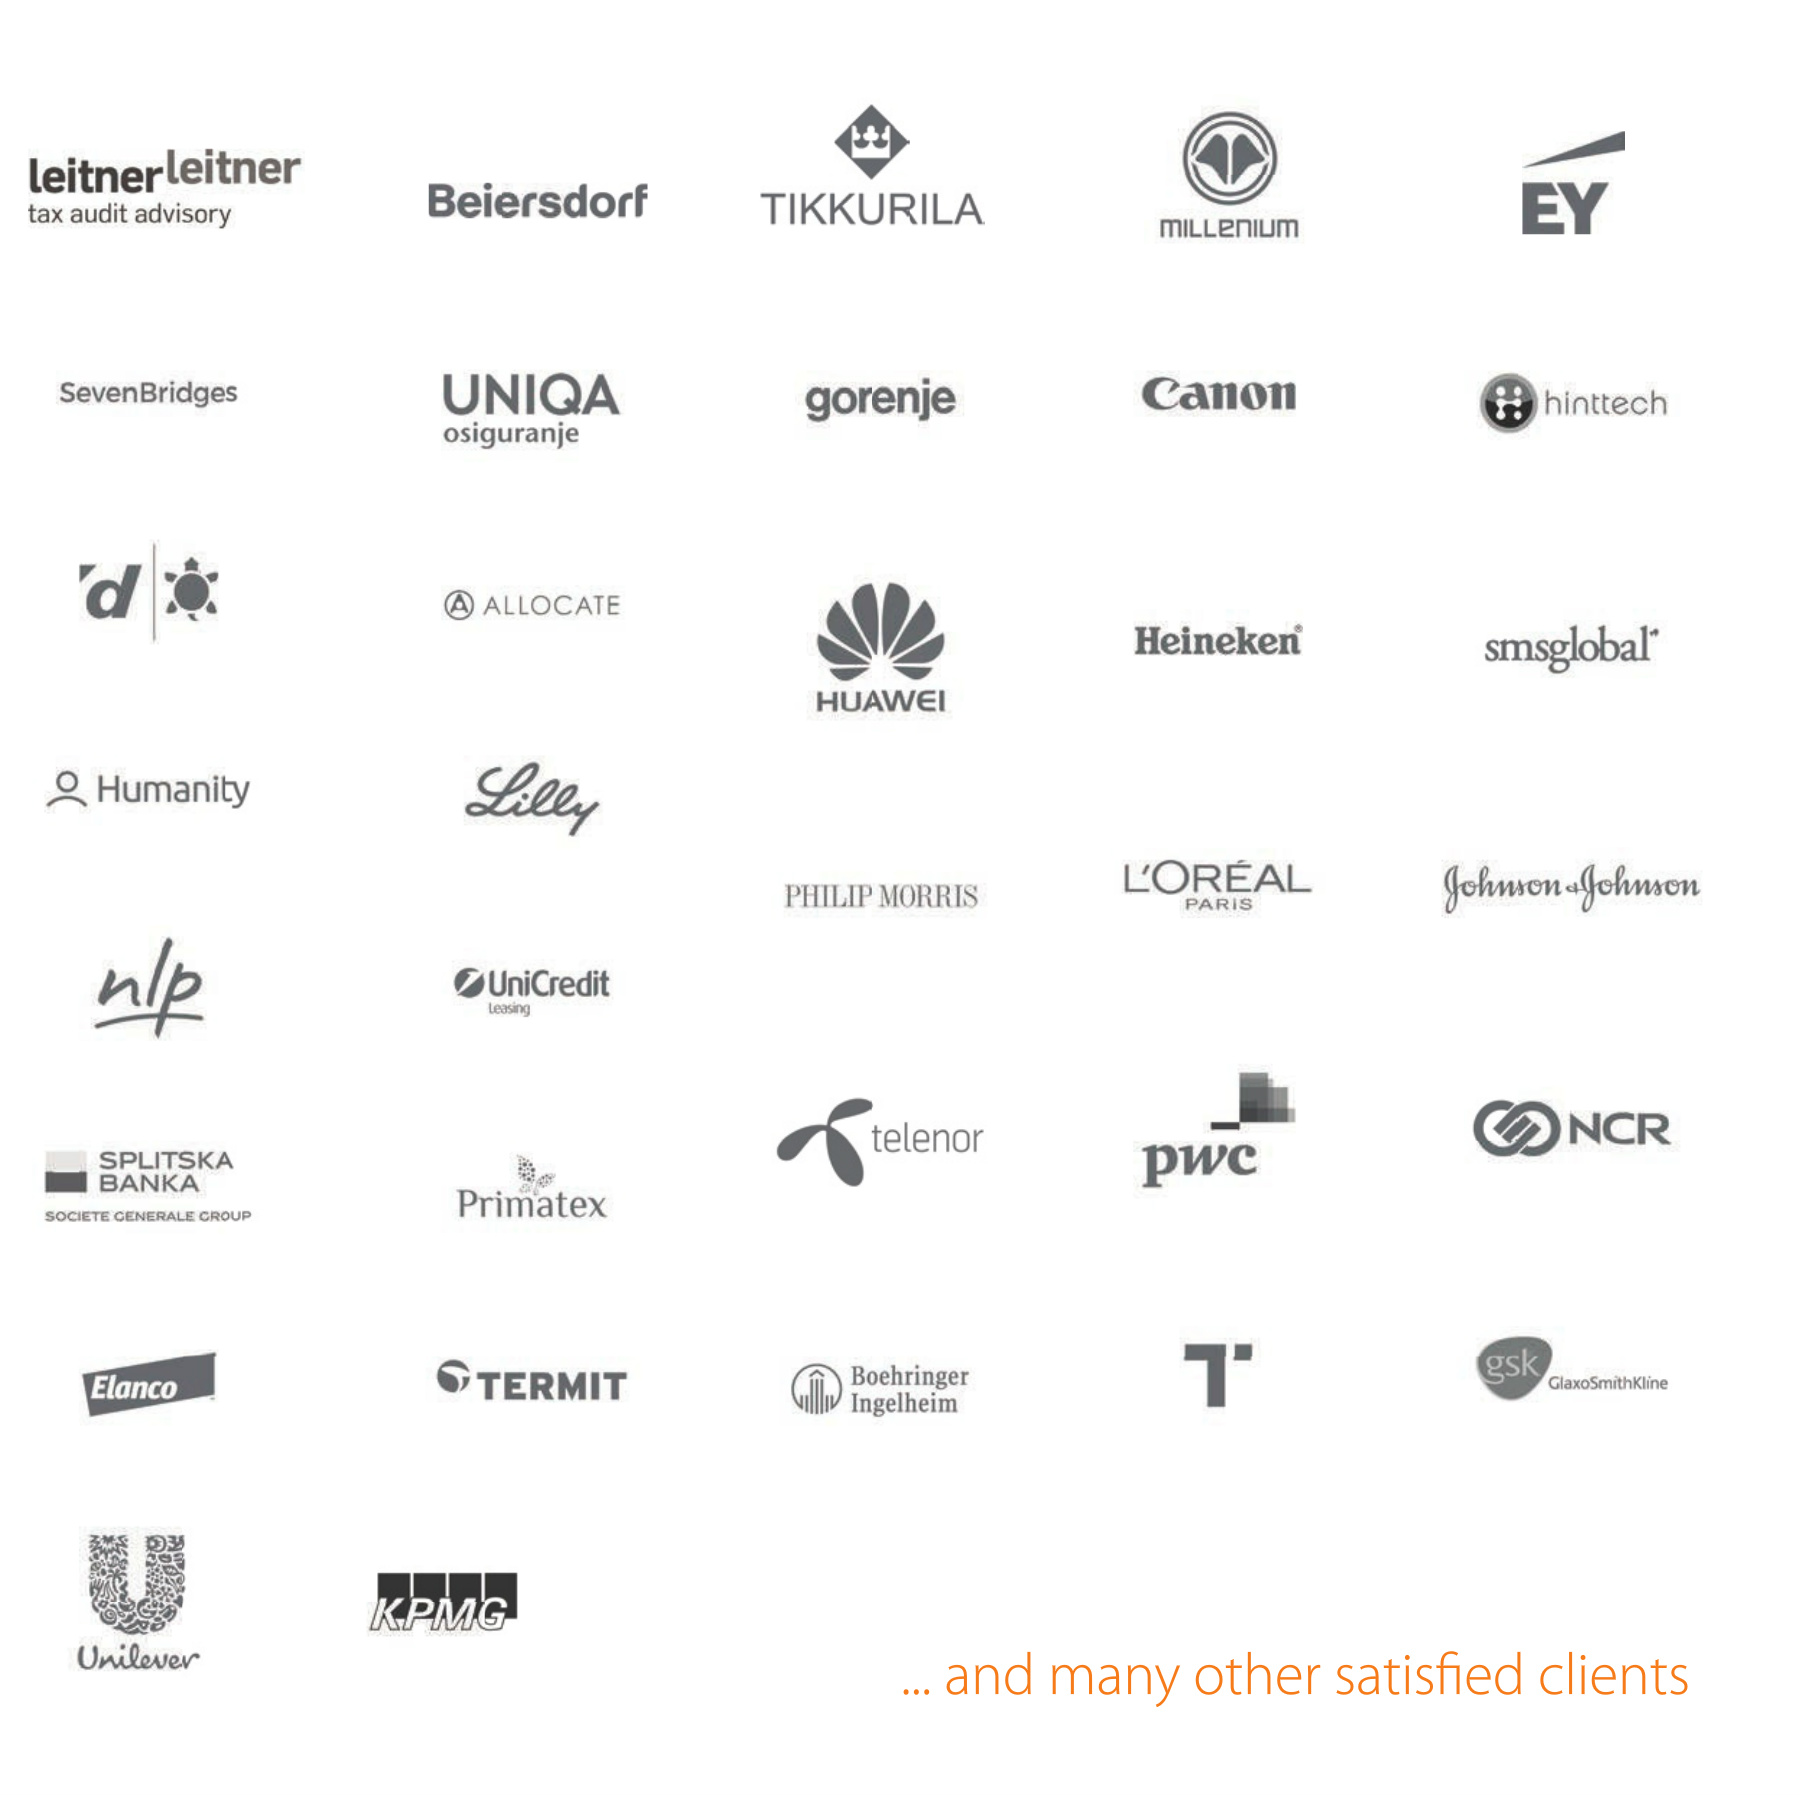 leitnerleitner
tax audit advisory
Beiersdorf
TIKKURILA
MILLENIUM
EY
SevenBridges
UNIQA
osiguranje
gorenje
Canon
hinttech
d
ALLOCATE
HUAWEI
Heineken®
smsglobal
Humanity
Lilly
PHILIP MORRIS
L'ORÉAL
PARIS
Johnson & Johnson
nlp
UniCredit
Leasing
telenor
pwc
NCR
SPLITSKA
BANKA
SOCIETE GENERALE GROUP
Primatex
Elanco
TERMIT
Boehringer
Ingelheim
T
gsk
GlaxoSmithKline
Unilever
KPMG
... and many other satisfied clients